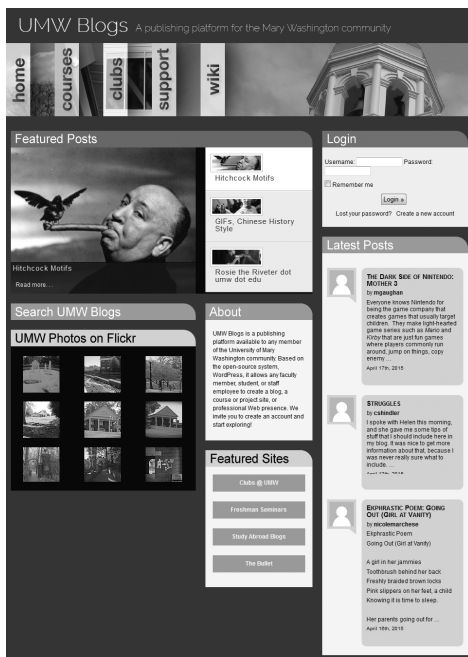 UMW Blogs A publishing platform for the Mary Washington community
home
courses
clubs
support
wiki
Featured Posts
Hitchcock Motifs
Read more. . .
Hitchcock Motifs
GIFs, Chinese History
Style
Rosie the Riveter dot
umw dot edu
Search UMW Blogs
UMW Photos on Flickr
About
UMW Blogs is a publishing
platform available to any member
of the University of Mary
Washington community. Based on
the open-source system,
WordPress, it allows any faculty
member, student, or staff
employee to create a blog, a
course or project site, or
professional Web presence. We
invite you to create an account and
start exploring!
Featured Sites
Clubs @ UMW
Freshman Seminars
Study Abroad Blogs
The Bullet
Login
Username: Password:
Remember me
Login »
Lost your password? Create a new account
Latest Posts
The Dark Side of Nintendo:
Mother 3
by mgaughan
Everyone knows Nintendo for
being the game company that
creates games that usually target
children. They make light-hearted
game series such as Mario and
Kirby that are just fun games
where players commonly run
around, jump on things, copy
enemy ...
April 17th, 2015
Struggles
by cshindler
I spoke with Helen this morning,
and she gave me some tips of
stuff that I should include here in
my blog. It was nice to get more
information about that, because I
was never really sure what to
include. ...
April 17th, 2015
Ekphrastic Poem: Going
Out (Girl at Vanity)
by nicolemarchese
Ekphrastic Poem
Going Out (Girl at Vanity)
A girl in her jammies
Toothbrush behind her back
Freshly braided brown locks
Pink slippers on her feet, a child
Knowing it is time to sleep.
Her parents going out for ...
April 16th, 2015